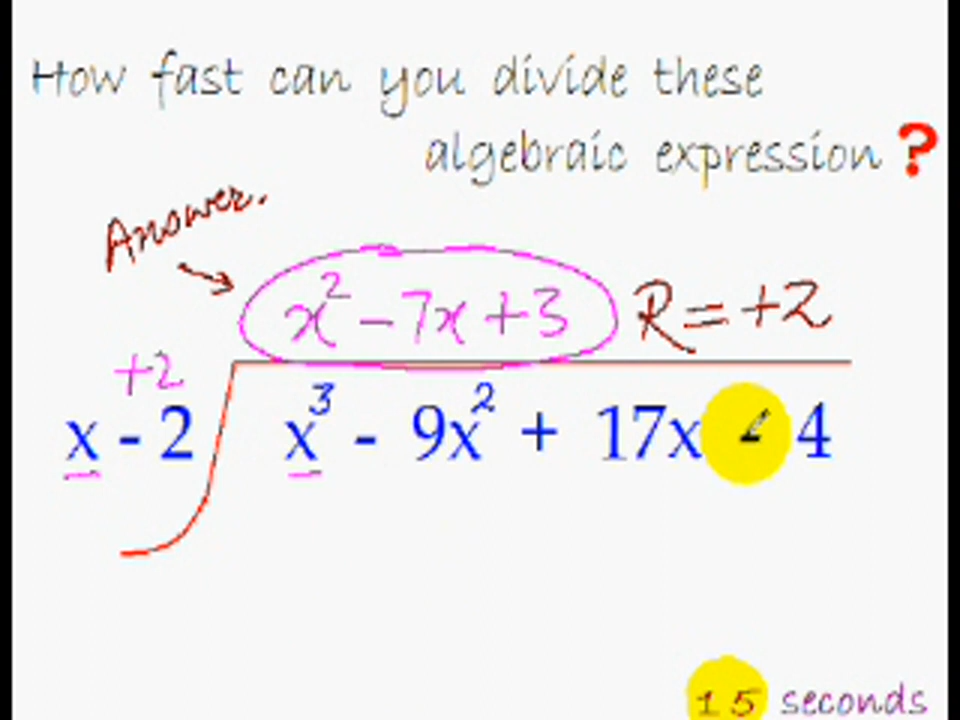 How fast can you divide these
algebraic expression ?
Answer.
x² - 7x + 3 R = +2
+2
x - 2 x³ - 9x² + 17x - 4
15 seconds